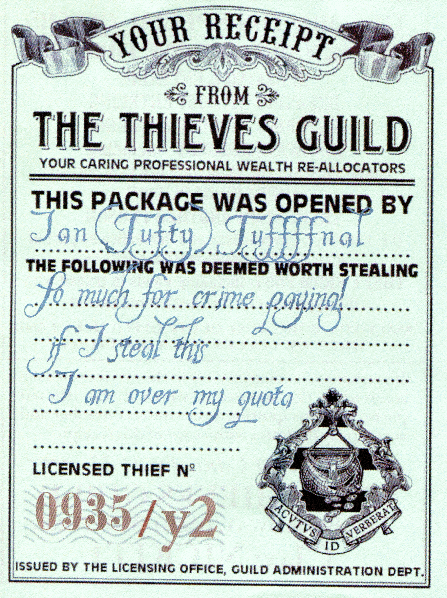 YOUR RECEIPT
FROM
THE THIEVES GUILD
YOUR CARING PROFESSIONAL WEALTH RE-ALLOCATORS
THIS PACKAGE WAS OPENED BY
Ian (Tufty) Tuffffnal
THE FOLLOWING WAS DEEMED WORTH STEALING
So much for crime paying!
if I steal this
I am over my quota
LICENSED THIEF Nº
0935/y2
ACVTVS ID VERBERAT
ISSUED BY THE LICENSING OFFICE, GUILD ADMINISTRATION DEPT.